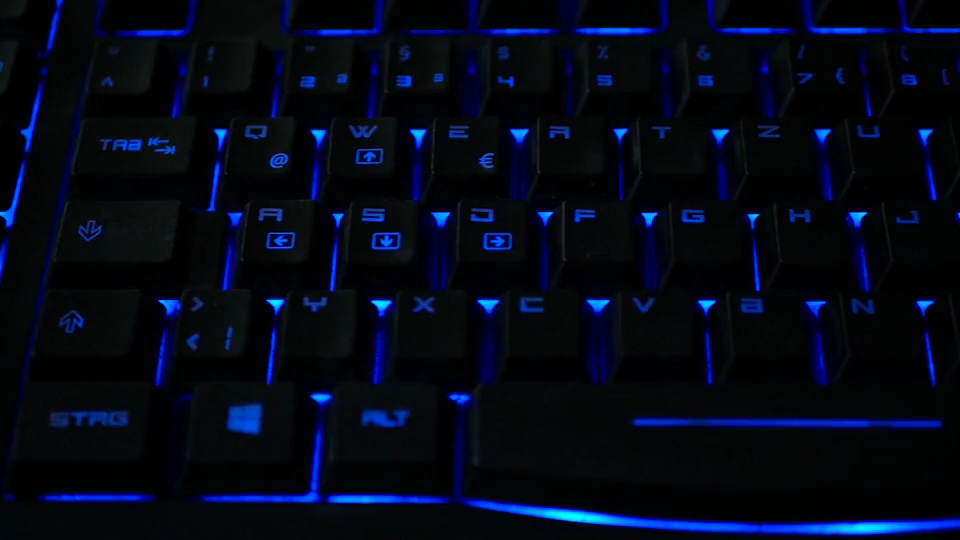 ° ! " § $ % & / (
^ 1 2 ² 3 ³ 4 5 6 7 { 8 [
TAB Q W E R T Z U
@ €
A S D F G H J
>
Y X C V B N
< |
STRG ALT